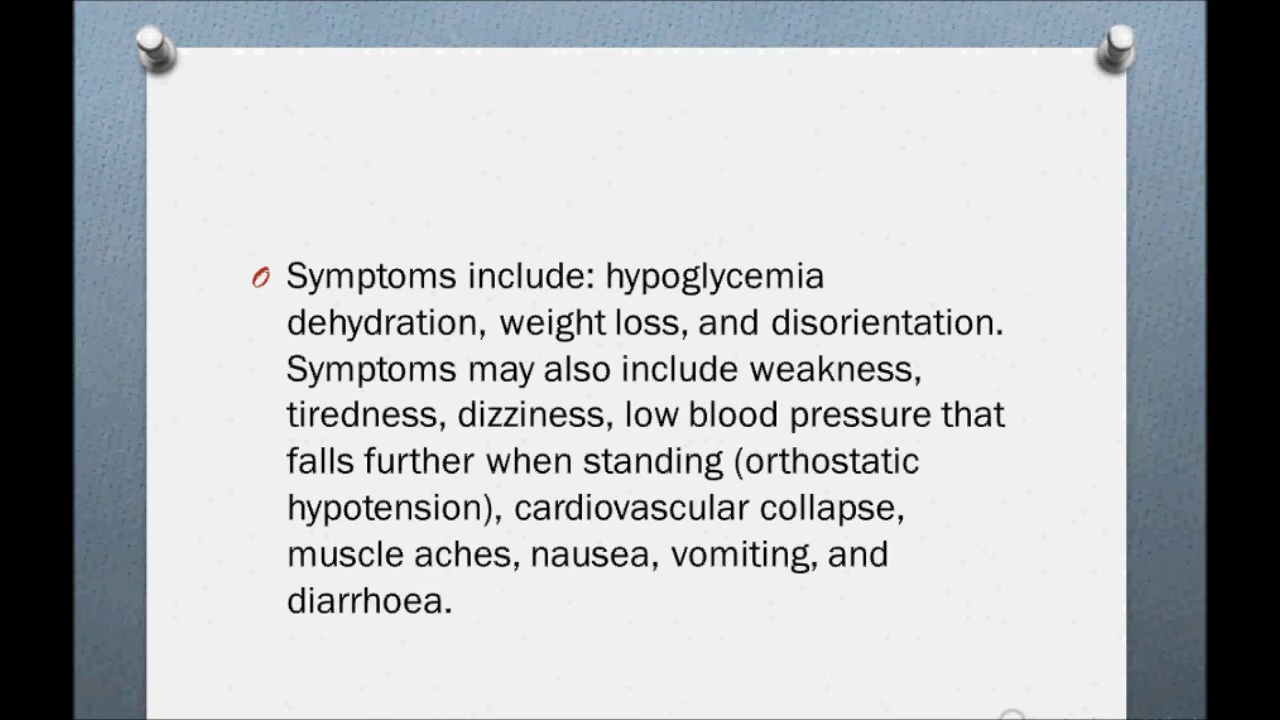 Symptoms include: hypoglycemia
dehydration, weight loss, and disorientation.
Symptoms may also include weakness,
tiredness, dizziness, low blood pressure that
falls further when standing (orthostatic
hypotension), cardiovascular collapse,
muscle aches, nausea, vomiting, and
diarrhoea.